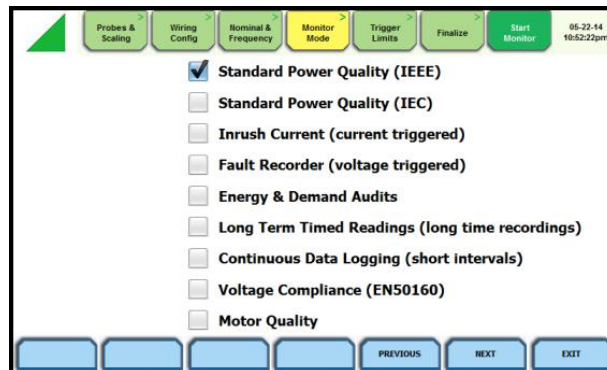 Probes & Scaling
Wiring Config
Nominal & Frequency
Monitor Mode
Trigger Limits
Finalize
Start Monitor
05-22-14
10:52:22pm
Standard Power Quality (IEEE)
Standard Power Quality (IEC)
Inrush Current (current triggered)
Fault Recorder (voltage triggered)
Energy & Demand Audits
Long Term Timed Readings (long time recordings)
Continuous Data Logging (short intervals)
Voltage Compliance (EN50160)
Motor Quality
PREVIOUS
NEXT
EXIT